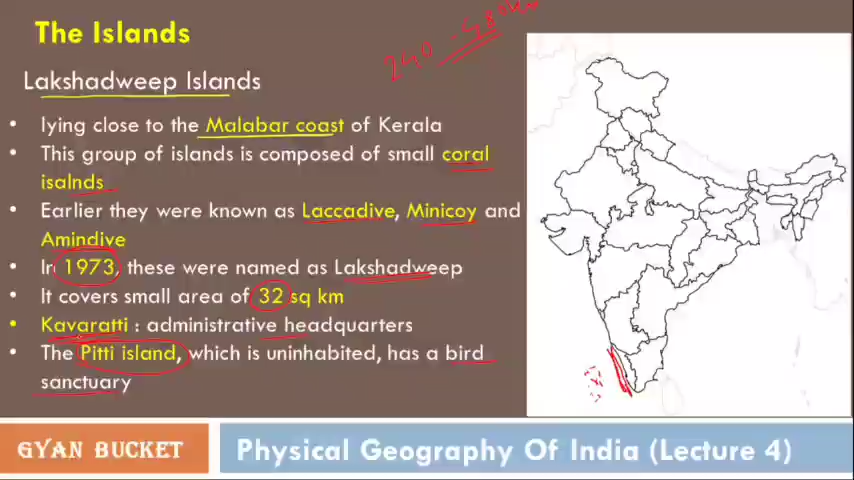 The Islands
Lakshadweep Islands
• lying close to the Malabar coast of Kerala
• This group of islands is composed of small coral
isalnds
• Earlier they were known as Laccadive, Minicoy and
Amindive
• In 1973, these were named as Lakshadweep
• It covers small area of 32 sq km
• Kavaratti : administrative headquarters
• The Pitti island, which is uninhabited, has a bird
sanctuary
GYAN BUCKET
Physical Geography Of India (Lecture 4)